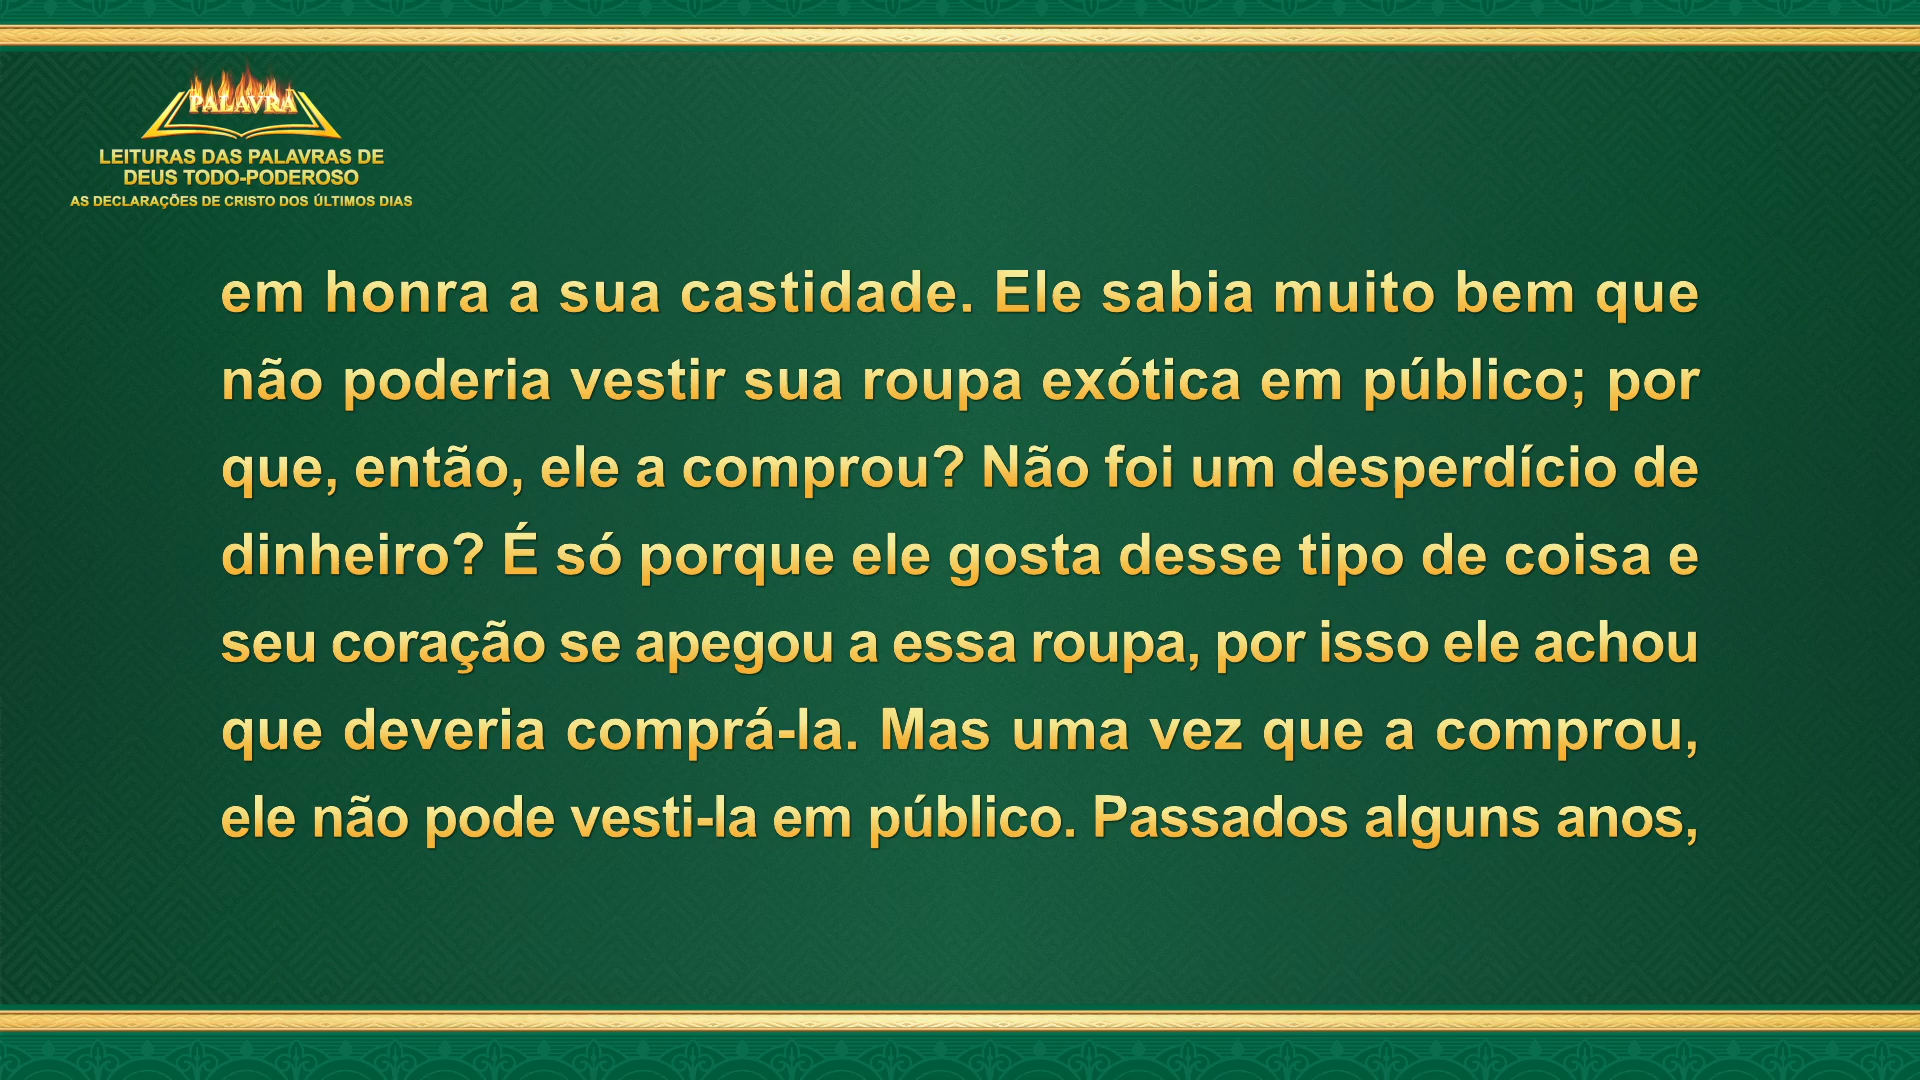 PALAVRA
LEITURAS DAS PALAVRAS DE
DEUS TODO-PODEROSO
AS DECLARAÇÕES DE CRISTO DOS ÚLTIMOS DIAS
em honra a sua castidade. Ele sabia muito bem que
não poderia vestir sua roupa exótica em público; por
que, então, ele a comprou? Não foi um desperdício de
dinheiro? É só porque ele gosta desse tipo de coisa e
seu coração se apegou a essa roupa, por isso ele achou
que deveria comprá-la. Mas uma vez que a comprou,
ele não pode vesti-la em público. Passados alguns anos,